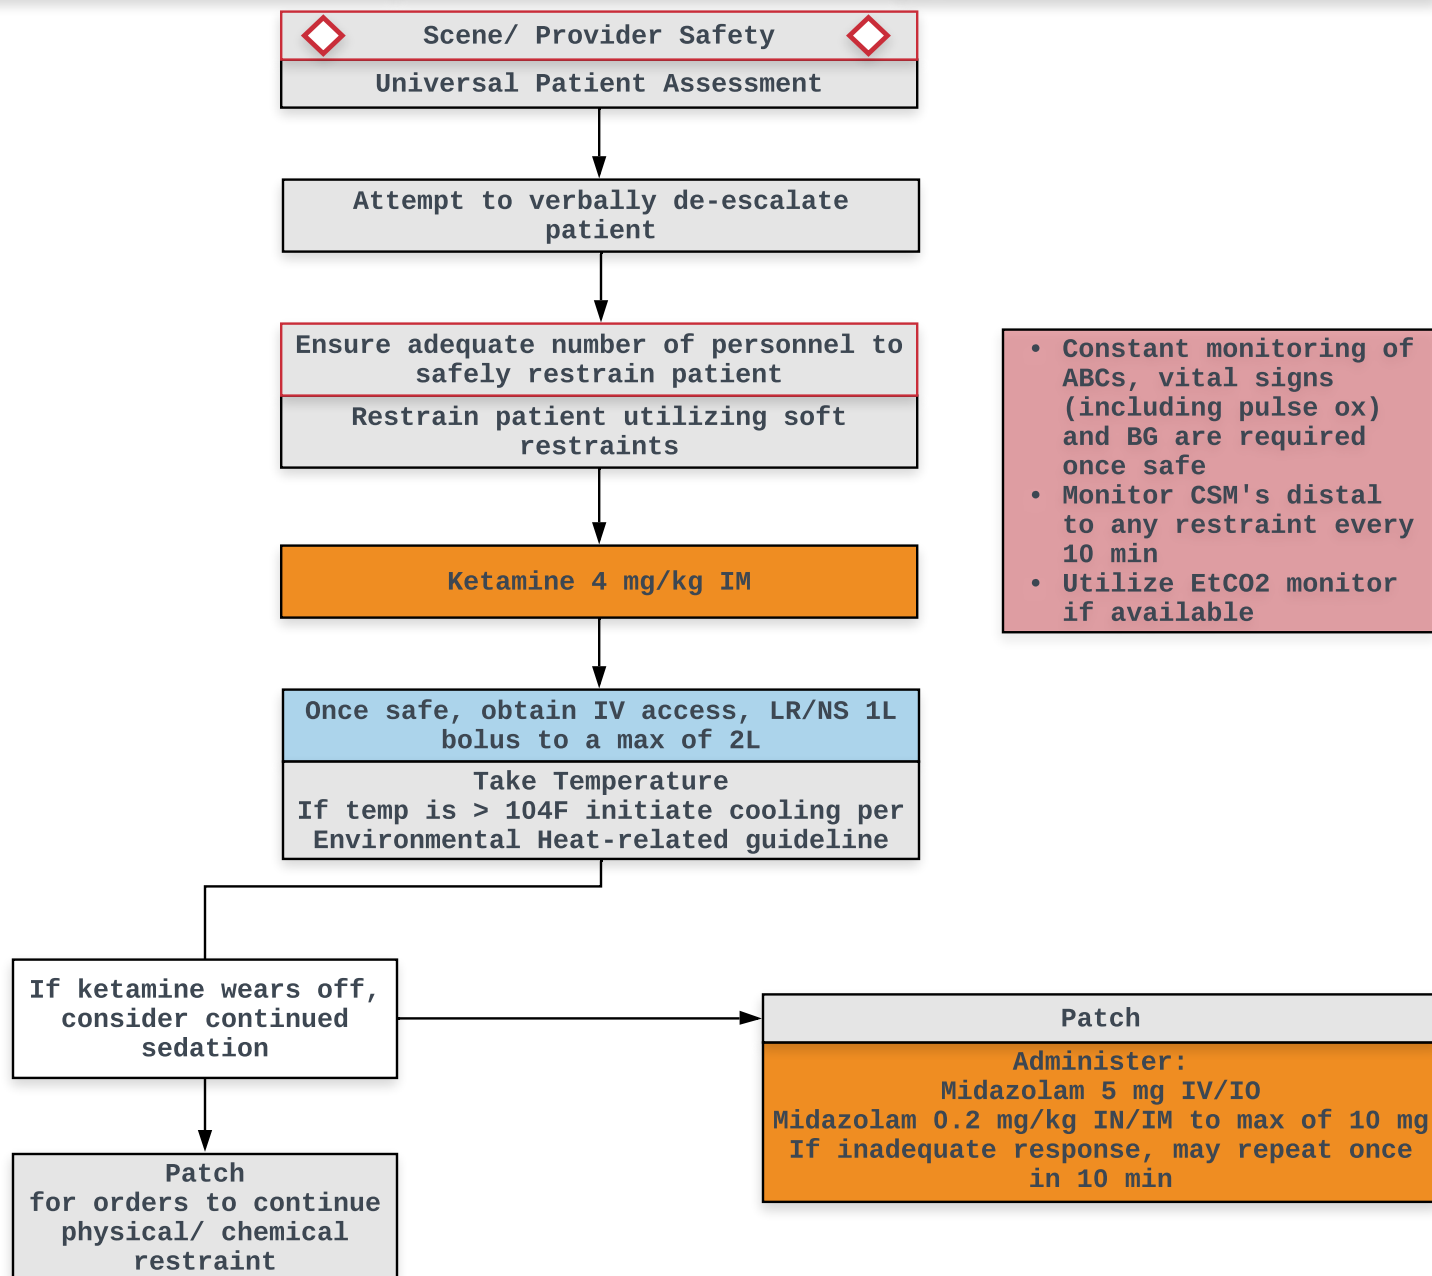 Scene/ Provider Safety
Universal Patient Assessment
Attempt to verbally de-escalate
patient
Ensure adequate number of personnel to
safely restrain patient
Restrain patient utilizing soft
restraints
• Constant monitoring of
ABCs, vital signs
(including pulse ox)
and BG are required
once safe
• Monitor CSM's distal
to any restraint every
10 min
• Utilize EtCO2 monitor
if available
Ketamine 4 mg/kg IM
Once safe, obtain IV access, LR/NS 1L
bolus to a max of 2L
Take Temperature
If temp is > 104F initiate cooling per
Environmental Heat-related guideline
If ketamine wears off,
consider continued
sedation
Patch
Administer:
Midazolam 5 mg IV/IO
Midazolam 0.2 mg/kg IN/IM to max of 10 mg
If inadequate response, may repeat once
in 10 min
Patch
for orders to continue
physical/ chemical
restraint